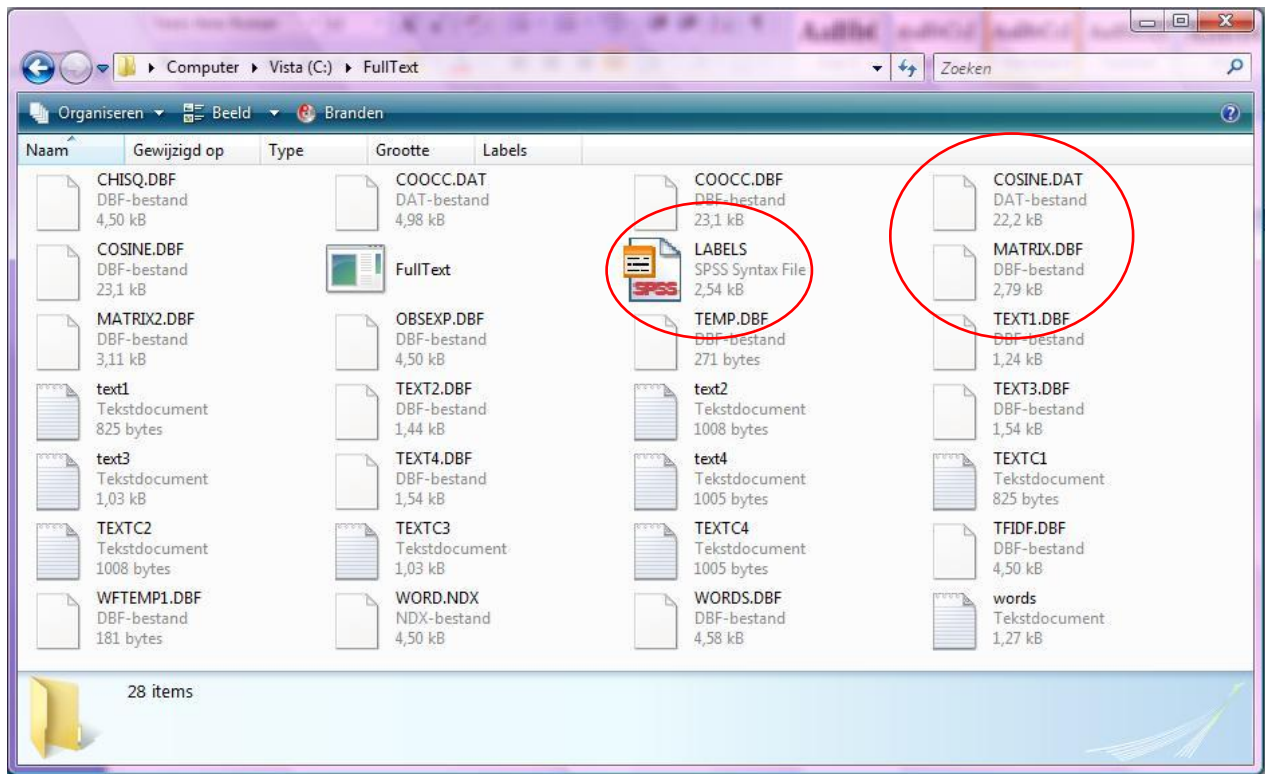 Computer ▸ Vista (C:) ▸ FullText
Zoeken
Organiseren Beeld Branden
Naam Gewijzigd op Type Grootte Labels
CHISQ.DBF
DBF-bestand
4,50 kB
COOCC.DAT
DAT-bestand
4,98 kB
COOCC.DBF
DBF-bestand
23,1 kB
COSINE.DAT
DAT-bestand
22,2 kB
COSINE.DBF
DBF-bestand
23,1 kB
FullText
SPSS
LABELS
SPSS Syntax File
2,54 kB
MATRIX.DBF
DBF-bestand
2,79 kB
MATRIX2.DBF
DBF-bestand
3,11 kB
OBSEXP.DBF
DBF-bestand
4,50 kB
TEMP.DBF
DBF-bestand
271 bytes
TEXT1.DBF
DBF-bestand
1,24 kB
text1
Tekstdocument
825 bytes
TEXT2.DBF
DBF-bestand
1,44 kB
text2
Tekstdocument
1008 bytes
TEXT3.DBF
DBF-bestand
1,54 kB
text3
Tekstdocument
1,03 kB
TEXT4.DBF
DBF-bestand
1,54 kB
text4
Tekstdocument
1005 bytes
TEXTC1
Tekstdocument
825 bytes
TEXTC2
Tekstdocument
1008 bytes
TEXTC3
Tekstdocument
1,03 kB
TEXTC4
Tekstdocument
1005 bytes
TFIDF.DBF
DBF-bestand
4,50 kB
WFTEMP1.DBF
DBF-bestand
181 bytes
WORD.NDX
NDX-bestand
4,50 kB
WORDS.DBF
DBF-bestand
4,58 kB
words
Tekstdocument
1,27 kB
28 items